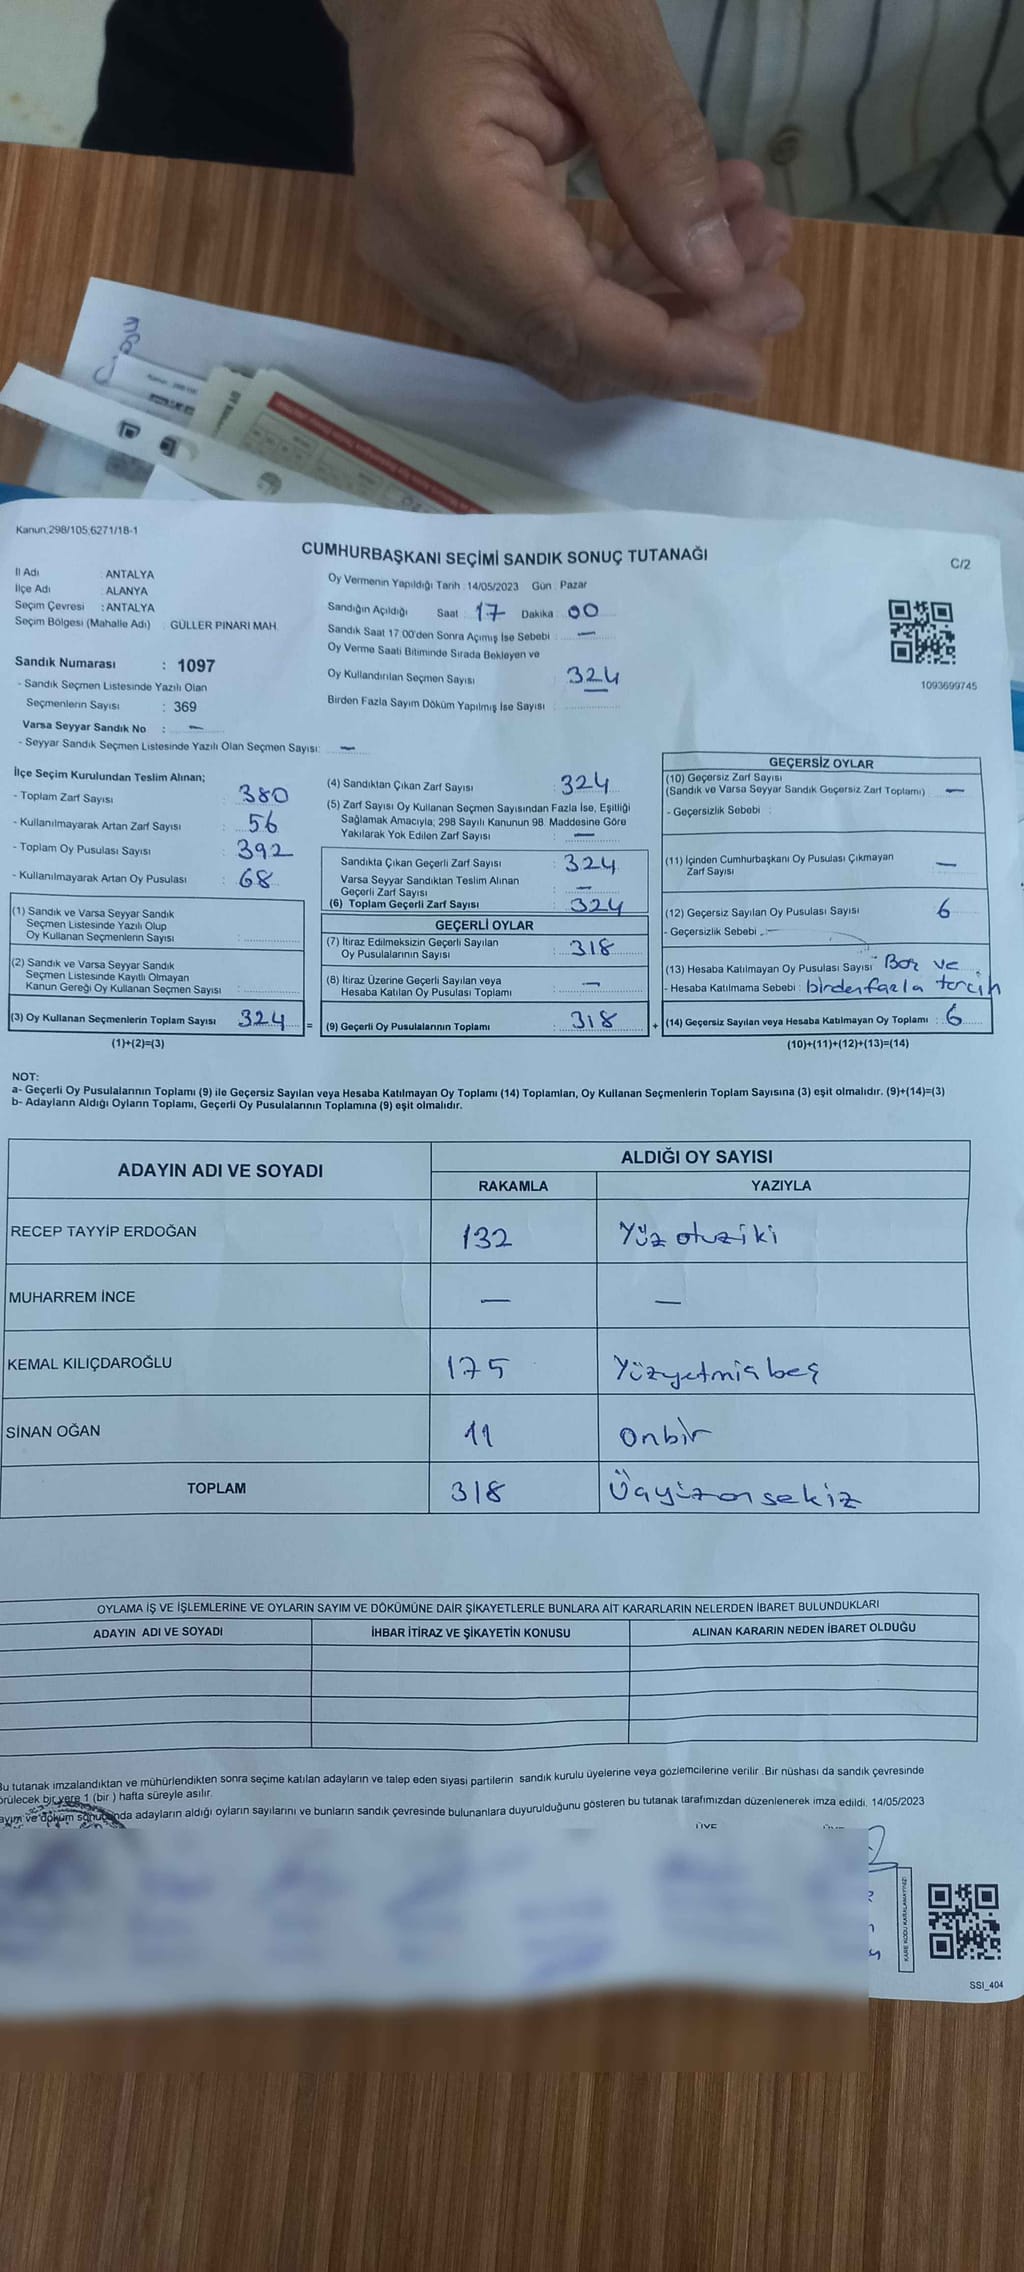 Kanun:298/105;6271/18-1
CUMHURBAŞKANI SEÇİMİ SANDIK SONUÇ TUTANAĞI
C/2
İl Adı : ANTALYA
İlçe Adı : ALANYA
Seçim Çevresi : ANTALYA
Seçim Bölgesi (Mahalle Adı) GÜLLER PINARI MAH.
Sandık Numarası : 1097
- Sandık Seçmen Listesinde Yazılı Olan
Seçmenlerin Sayısı : 369
Varsa Seyyar Sandık No : —
- Seyyar Sandık Seçmen Listesinde Yazılı Olan Seçmen Sayısı: —
Oy Vermenin Yapıldığı Tarih : 14/05/2023 Gün : Pazar
Sandığın Açıldığı Saat 17 Dakika : 00
Sandık Saat 17:00'den Sonra Açılmış İse Sebebi : —
Oy Verme Saati Bitiminde Sırada Bekleyen ve
Oy Kullandırılan Seçmen Sayısı : 324
Birden Fazla Sayım Döküm Yapılmış İse Sayısı :
1093699745
İlçe Seçim Kurulundan Teslim Alınan;
- Toplam Zarf Sayısı : 380
- Kullanılmayarak Artan Zarf Sayısı : 56
- Toplam Oy Pusulası Sayısı : 392
- Kullanılmayarak Artan Oy Pusulası : 68
(1) Sandık ve Varsa Seyyar Sandık
Seçmen Listesinde Yazılı Olup
Oy Kullanan Seçmenlerin Sayısı :
(2) Sandık ve Varsa Seyyar Sandık
Seçmen Listesinde Kayıtlı Olmayan
Kanun Gereği Oy Kullanan Seçmen Sayısı :
(3) Oy Kullanan Seçmenlerin Toplam Sayısı 324 =
(1)+(2)=(3)
(4) Sandıktan Çıkan Zarf Sayısı : 324
(5) Zarf Sayısı Oy Kullanan Seçmen Sayısından Fazla İse, Eşitliği
Sağlamak Amacıyla; 298 Sayılı Kanunun 98. Maddesine Göre
Yakılarak Yok Edilen Zarf Sayısı : —
Sandıkta Çıkan Geçerli Zarf Sayısı : 324
Varsa Seyyar Sandıktan Teslim Alınan
Geçerli Zarf Sayısı : —
(6) Toplam Geçerli Zarf Sayısı : 324
GEÇERLİ OYLAR
(7) İtiraz Edilmeksizin Geçerli Sayılan
Oy Pusulalarının Sayısı : 318
(8) İtiraz Üzerine Geçerli Sayılan veya
Hesaba Katılan Oy Pusulası Toplamı : —
(9) Geçerli Oy Pusulalarının Toplamı : 318 +
GEÇERSİZ OYLAR
(10) Geçersiz Zarf Sayısı
(Sandık ve Varsa Seyyar Sandık Geçersiz Zarf Toplamı) : —
- Geçersizlik Sebebi :
(11) İçinden Cumhurbaşkanı Oy Pusulası Çıkmayan
Zarf Sayısı : —
(12) Geçersiz Sayılan Oy Pusulası Sayısı : 6
- Geçersizlik Sebebi :
(13) Hesaba Katılmayan Oy Pusulası Sayısı Boş ve
- Hesaba Katılmama Sebebi : birden fazla tercih
(14) Geçersiz Sayılan veya Hesaba Katılmayan Oy Toplamı : 6
(10)+(11)+(12)+(13)=(14)
NOT:
a- Geçerli Oy Pusulalarının Toplamı (9) ile Geçersiz Sayılan veya Hesaba Katılmayan Oy Toplamı (14) Toplamları, Oy Kullanan Seçmenlerin Toplam Sayısına (3) eşit olmalıdır. (9)+(14)=(3)
b- Adayların Aldığı Oyların Toplamı, Geçerli Oy Pusulalarının Toplamına (9) eşit olmalıdır.
ADAYIN ADI VE SOYADI
ALDIĞI OY SAYISI
RAKAMLA YAZIYLA
RECEP TAYYİP ERDOĞAN 132 Yüz otuz iki
MUHARREM İNCE — —
KEMAL KILIÇDAROĞLU 175 Yüzyetmiş beş
SİNAN OĞAN 11 Onbir
TOPLAM 318 Üçyüzonsekiz
OYLAMA İŞ VE İŞLEMLERİNE VE OYLARIN SAYIM VE DÖKÜMÜNE DAİR ŞİKAYETLERLE BUNLARA AİT KARARLARIN NELERDEN İBARET BULUNDUKLARI
ADAYIN ADI VE SOYADI İHBAR İTİRAZ VE ŞİKAYETİN KONUSU ALINAN KARARIN NEDEN İBARET OLDUĞU
Bu tutanak imzalandıktan ve mühürlendikten sonra seçime katılan adayların ve talep eden siyasi partilerin sandık kurulu üyelerine veya gözlemcilerine verilir. Bir nüshası da sandık çevresinde
görülecek bir yere 1 (bir ) hafta süreyle asılır.
sayım ve döküm sonucunda adayların aldığı oyların sayılarını ve bunların sandık çevresinde bulunanlara duyurulduğunu gösteren bu tutanak tarafımızdan düzenlenerek imza edildi. 14/05/2023
ÜYE
KARE KODU KARALAMAYINIZ!
SSI_404